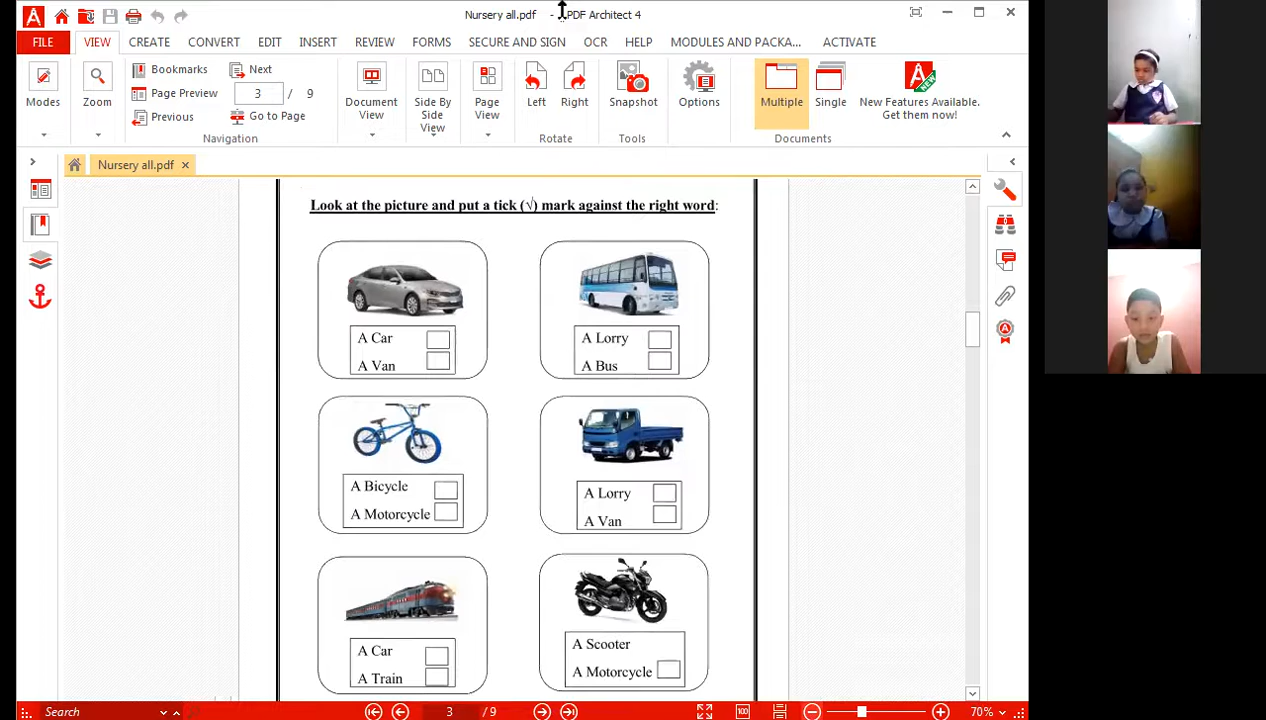 Nursery all.pdf - PDF Architect 4
FILE VIEW CREATE CONVERT EDIT INSERT REVIEW FORMS SECURE AND SIGN OCR HELP MODULES AND PACKA... ACTIVATE
Bookmarks Next
Page Preview 3 / 9
Previous Go to Page
Modes Zoom Document View Side By Side View Page View Left Right Snapshot Options Multiple Single New Features Available. Get them now!
NEW
Navigation Rotate Tools Documents
Nursery all.pdf
Look at the picture and put a tick (√) mark against the right word:
A Car
A Van
A Lorry
A Bus
A Bicycle
A Motorcycle
A Lorry
A Van
A Car
A Train
A Scooter
A Motorcycle
Search 3 / 9 100 70%